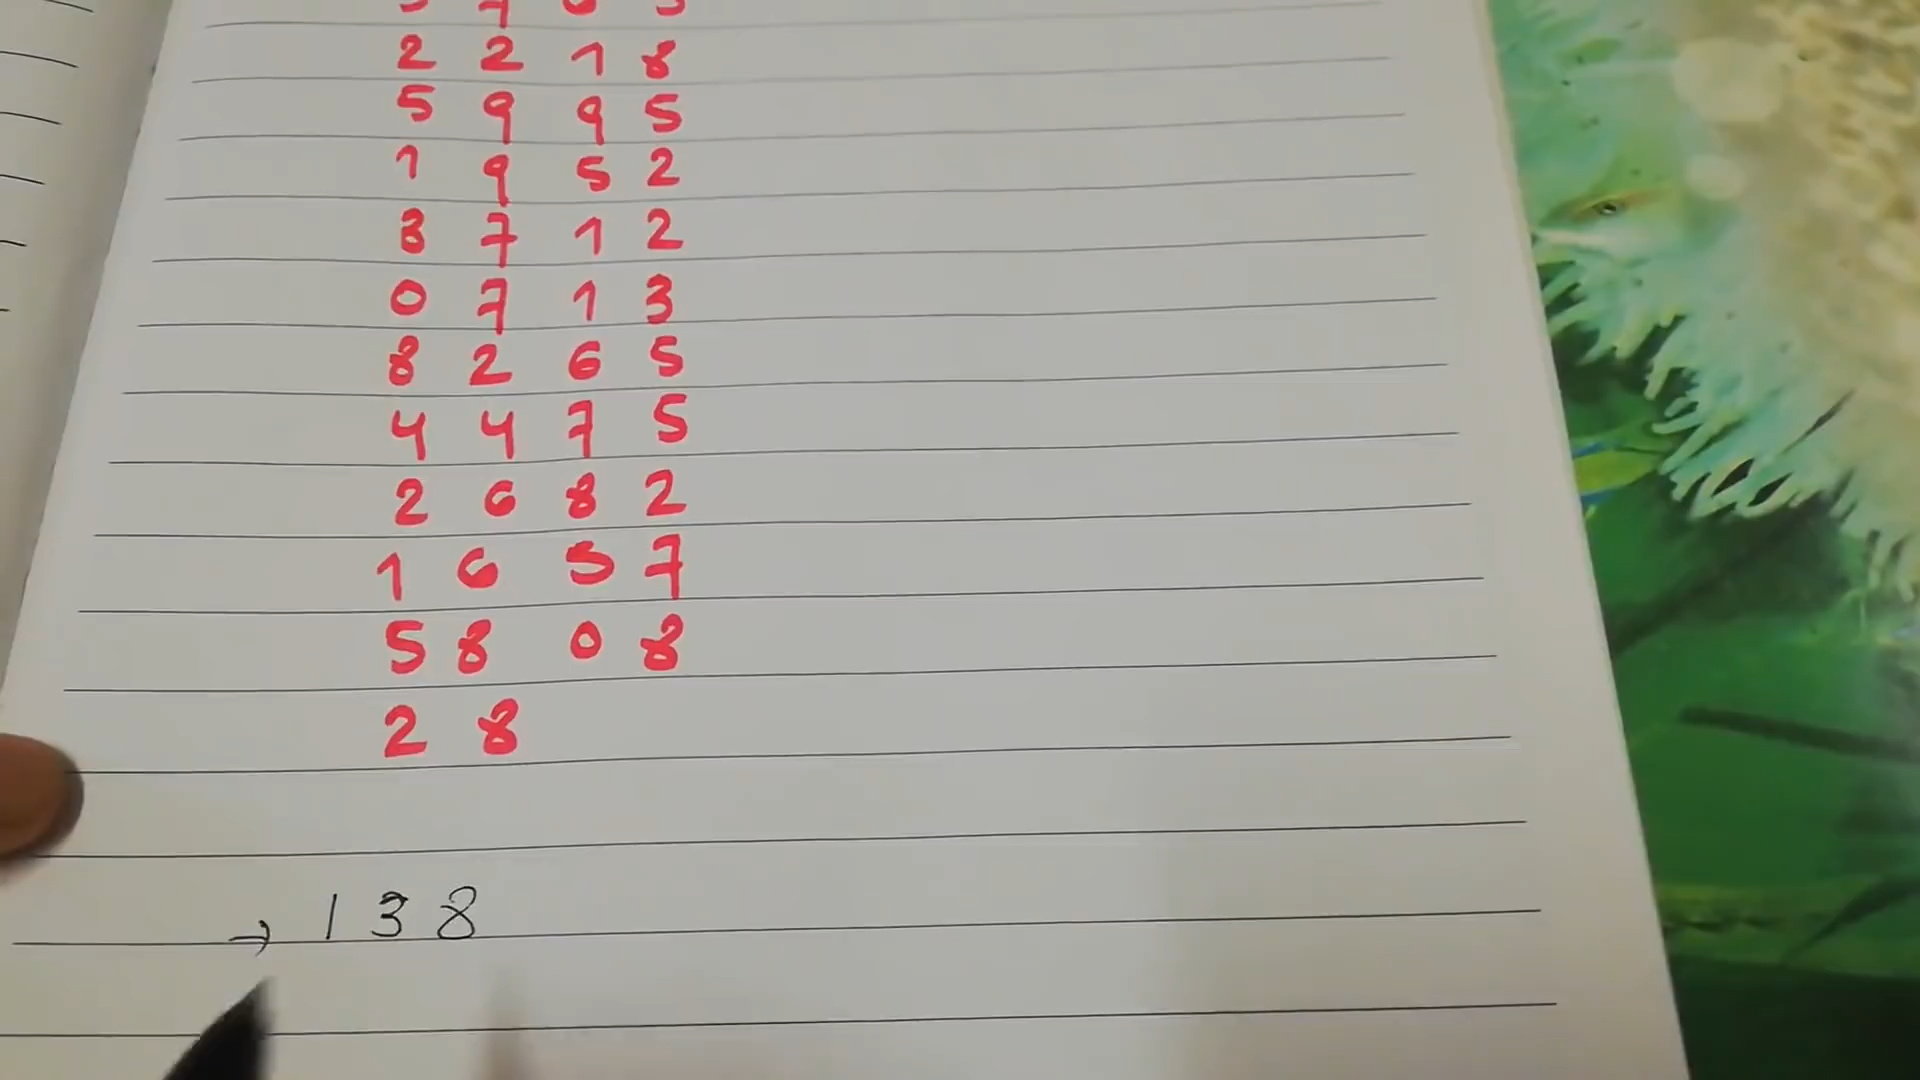 2 2 1 8
5 9 9 5
1 9 5 2
3 7 1 2
0 7 1 3
8 2 6 5
4 4 7 5
2 6 8 2
1 6 5 7
5 8 0 8
2 8
→ 1 3 8